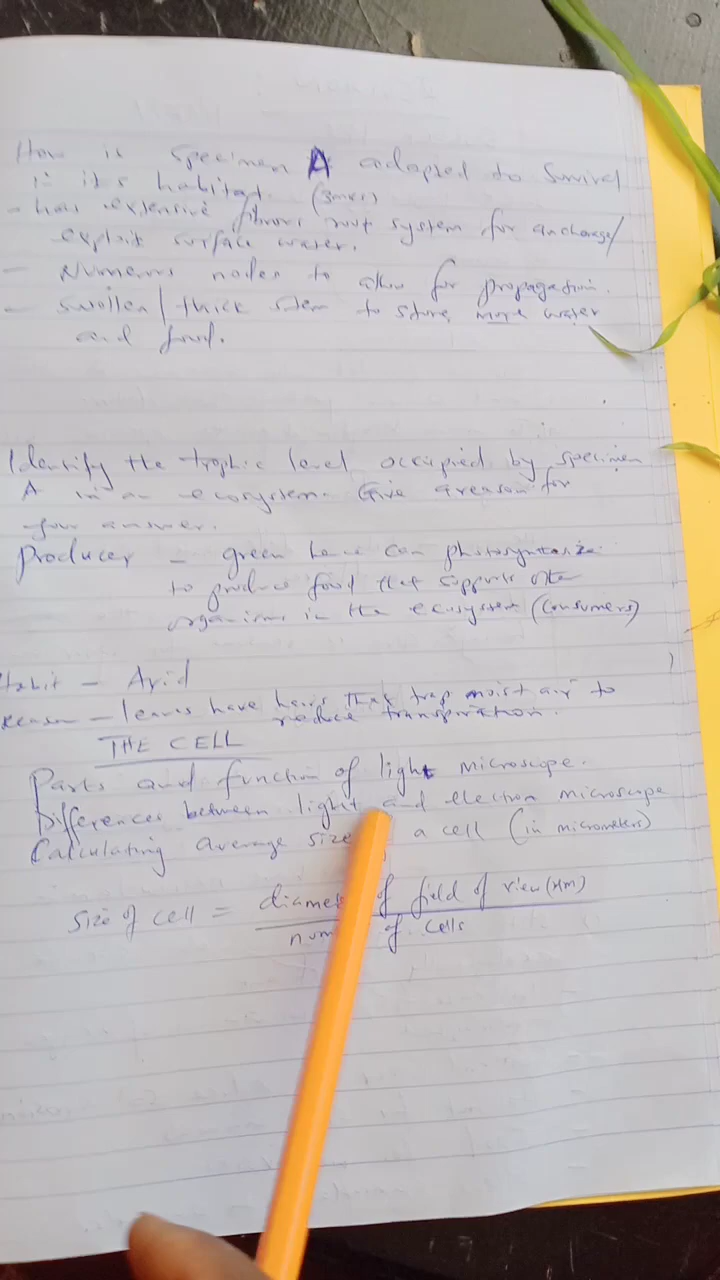 How is specimen A adapted to survival
in its habitat. (3mks)
- has extensive fibrous root system for anchorage/
exploit surface water.
- Numerous nodes to allow for propagation.
- Swollen/thick stem to store more water
and food.
Identify the trophic level occupied by specimen
A in an ecosystem. Give a reason for
your answer.
Producer - green hence can photosynthesize
to produce food that supports other
organisms in the ecosystem (consumers)
Habit - Arid
Reason - leaves have hairs that trap moist air to
reduce transpiration.
THE CELL
Parts and function of light microscope.
Differences between light and electron microscope
Calculating average size a cell (in micrometers)
Size of cell = of field of view (μm)
of cells